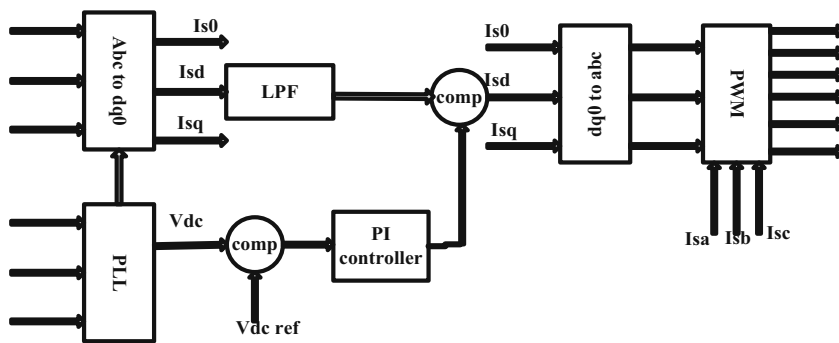 Abc to dq0
Is0
Isd
Isq
LPF
comp
Is0
Isd
Isq
dq0 to abc
PWM
Isa
Isb
Isc
PLL
Vdc
comp
Vdc ref
PI
controller